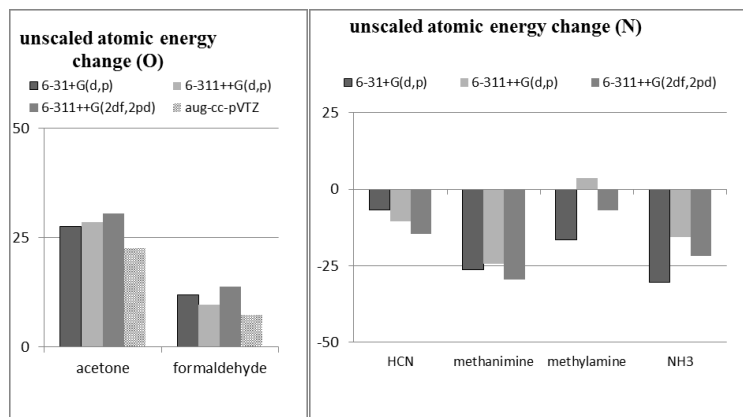 unscaled atomic energy
change (O)
6-31+G(d,p) 6-311++G(d,p)
6-311++G(2df,2pd) aug-cc-pVTZ
50
25
0
acetone formaldehyde
unscaled atomic energy change (N)
6-31+G(d,p) 6-311++G(d,p) 6-311++G(2df,2pd)
25
0
-25
-50
HCN methanimine methylamine NH3